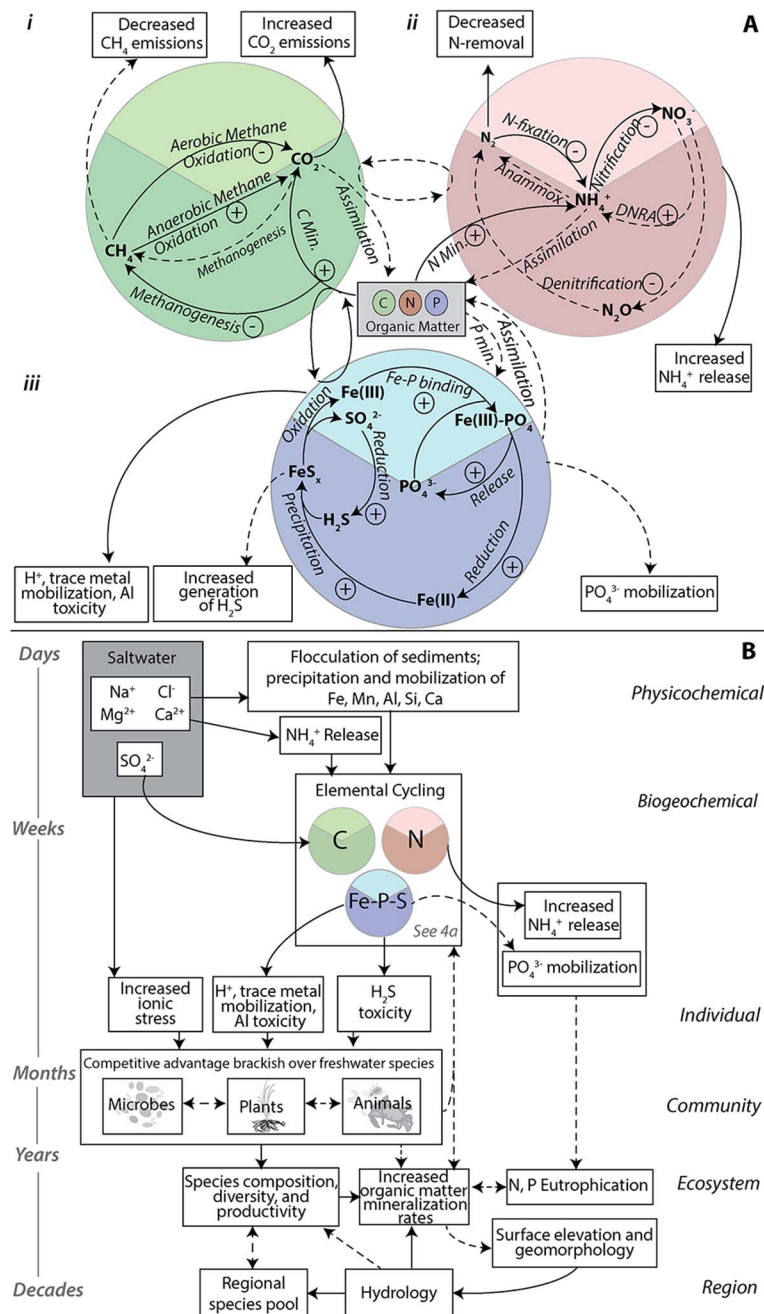 i
ii
A
Decreased
CH₄ emissions
Increased
CO₂ emissions
Decreased
N-removal
Aerobic Methane
Oxidation -
CO₂
Anaerobic Methane
Oxidation +
CH₄
Methanogenesis
C Min.
+
Methanogenesis -
Assimilation
N₂
N-fixation -
Nitrification -
NO₃⁻
Anammox
NH₄⁺
DNRA +
Assimilation
N Min. +
Denitrification -
N₂O
C N P
Organic Matter
Increased
NH₄⁺ release
iii
P min.
Assimilation
Oxidation
Fe(III)
Fe-P binding
+
SO₄²⁻
Fe(III)-PO₄
Reduction
+
FeSₓ
PO₄³⁻
+
Release
H₂S
Precipitation
+
Reduction
+
Fe(II)
H⁺, trace metal
mobilization, Al
toxicity
Increased
generation
of H₂S
PO₄³⁻ mobilization
B
Days
Saltwater
Na⁺ Cl⁻
Mg²⁺ Ca²⁺
SO₄²⁻
Flocculation of sediments;
precipitation and mobilization of
Fe, Mn, Al, Si, Ca
Physicochemical
NH₄⁺ Release
Elemental Cycling
Biogeochemical
Weeks
C
N
Fe-P-S
See 4a
Increased
NH₄⁺ release
PO₄³⁻ mobilization
Increased
ionic
stress
H⁺, trace metal
mobilization,
Al toxicity
H₂S
toxicity
Individual
Months
Competitive advantage brackish over freshwater species
Microbes
Plants
Animals
Community
Years
Species composition,
diversity, and
productivity
Increased
organic matter
mineralization
rates
N, P Eutrophication
Ecosystem
Surface elevation and
geomorphology
Decades
Regional
species pool
Hydrology
Region